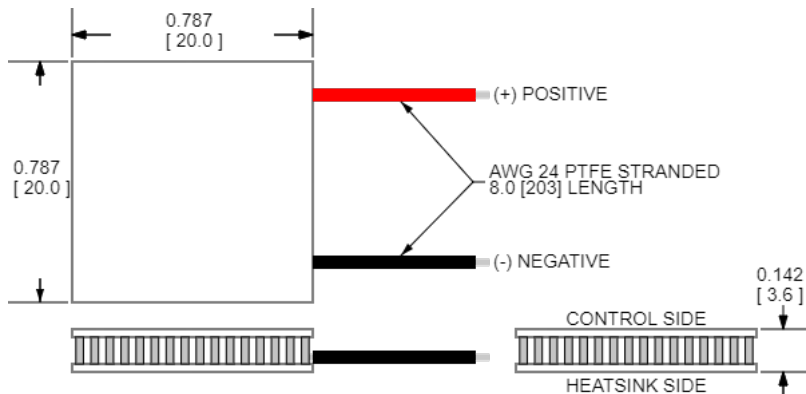 0.787
[ 20.0 ]
(+) POSITIVE
0.787
[ 20.0 ]
AWG 24 PTFE STRANDED
8.0 [203] LENGTH
(-) NEGATIVE
0.142
[ 3.6 ]
CONTROL SIDE
HEATSINK SIDE